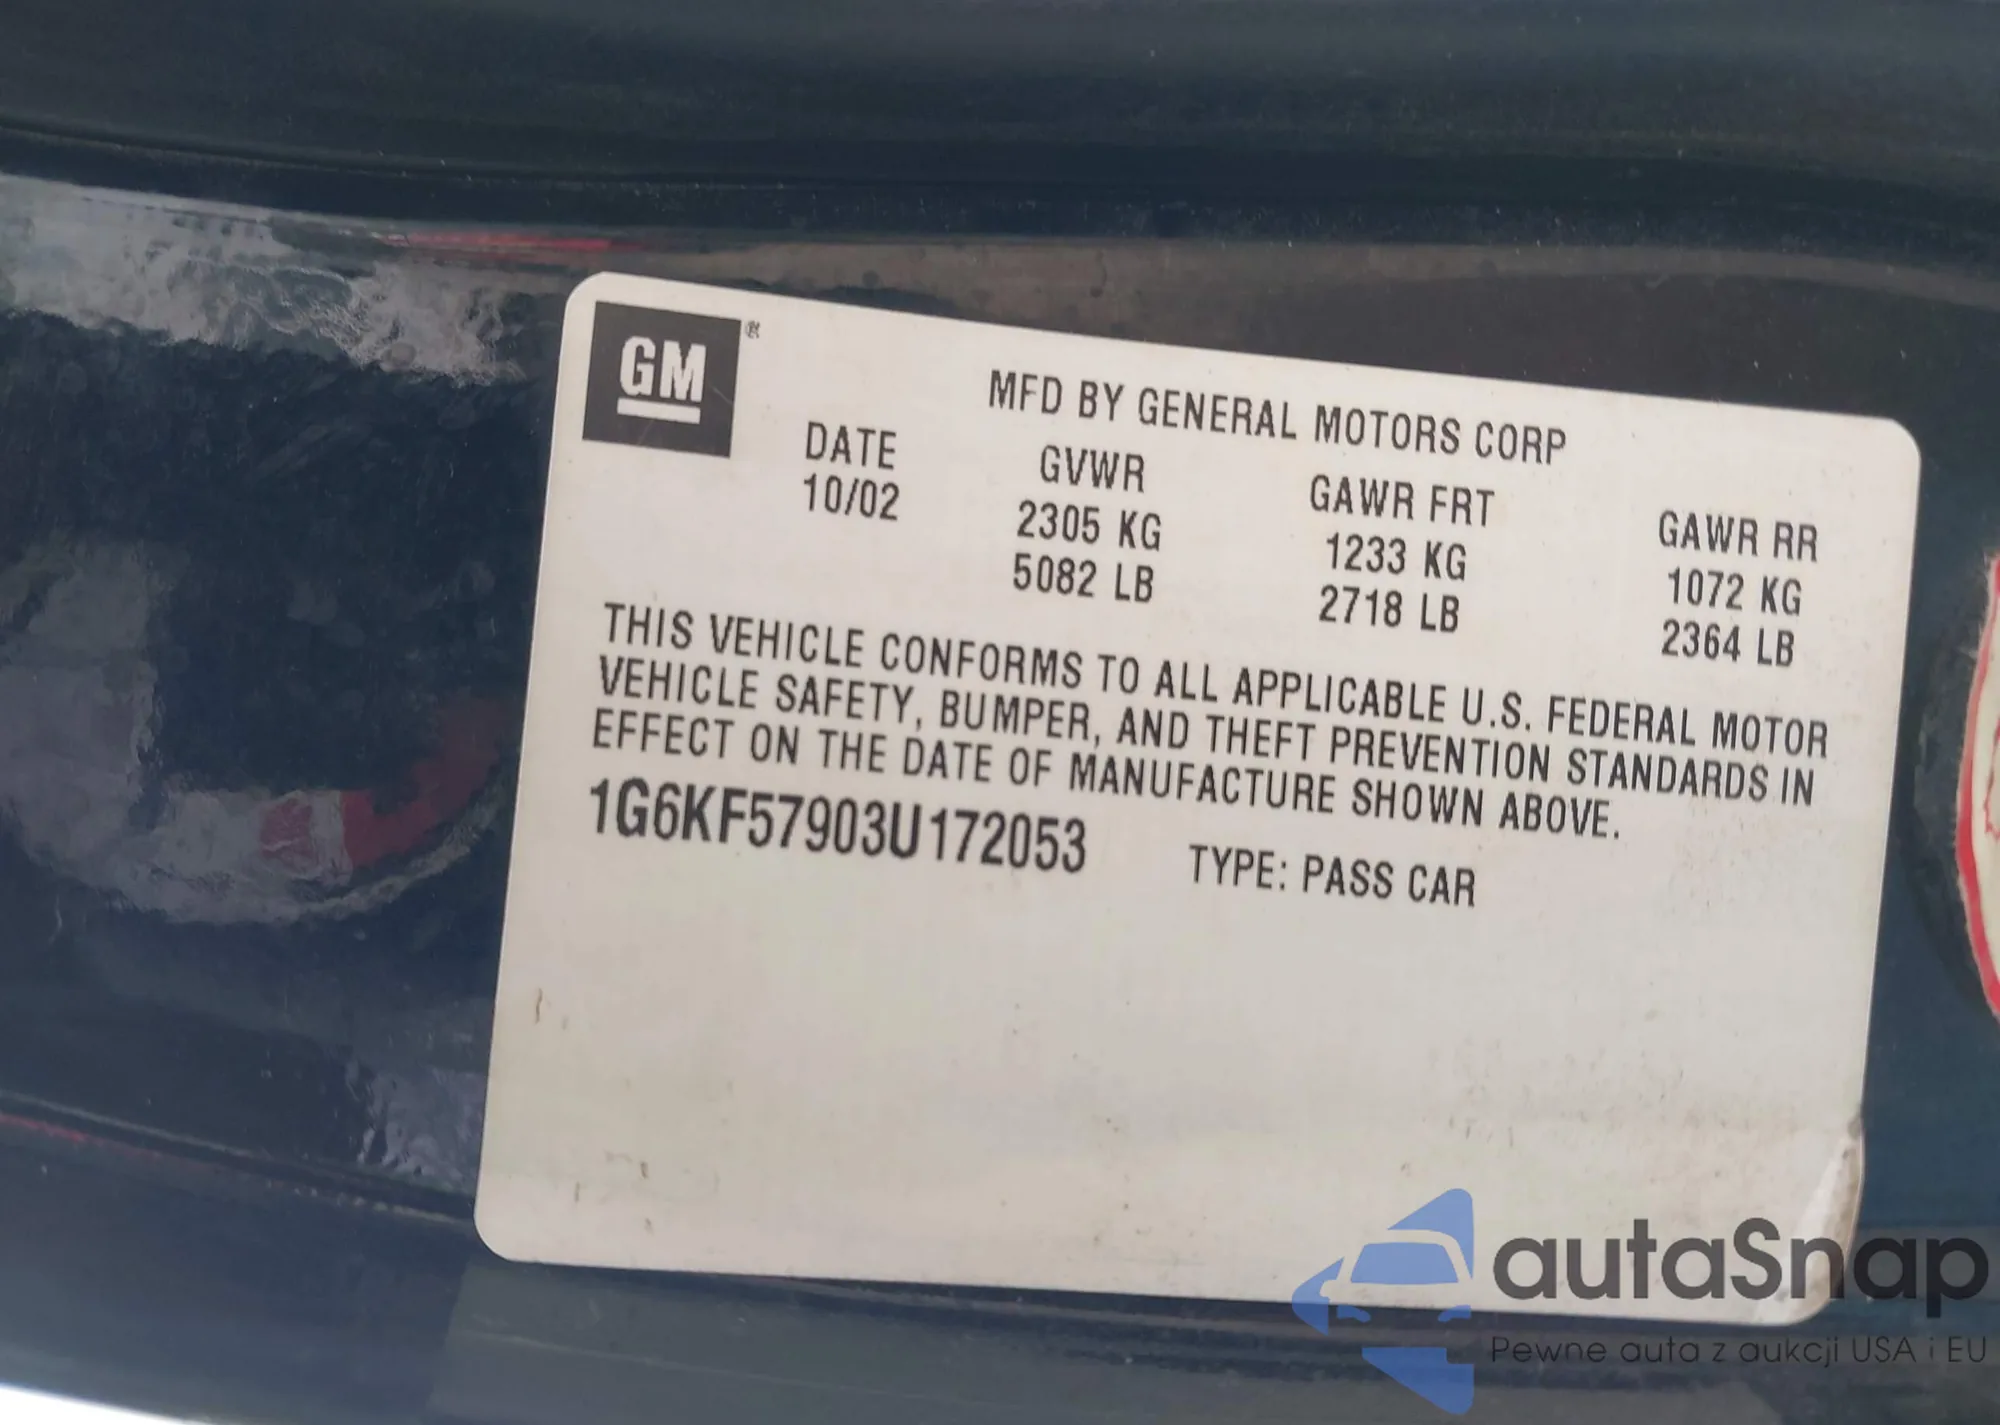 GM ®
MFD BY GENERAL MOTORS CORP
DATE GVWR GAWR FRT GAWR RR
10/02 2305 KG 1233 KG 1072 KG
5082 LB 2718 LB 2364 LB
THIS VEHICLE CONFORMS TO ALL APPLICABLE U.S. FEDERAL MOTOR
VEHICLE SAFETY, BUMPER, AND THEFT PREVENTION STANDARDS IN
EFFECT ON THE DATE OF MANUFACTURE SHOWN ABOVE.
1G6KF57903U172053 TYPE: PASS CAR
autaSnap
Pewne auta z aukcji USA i EU